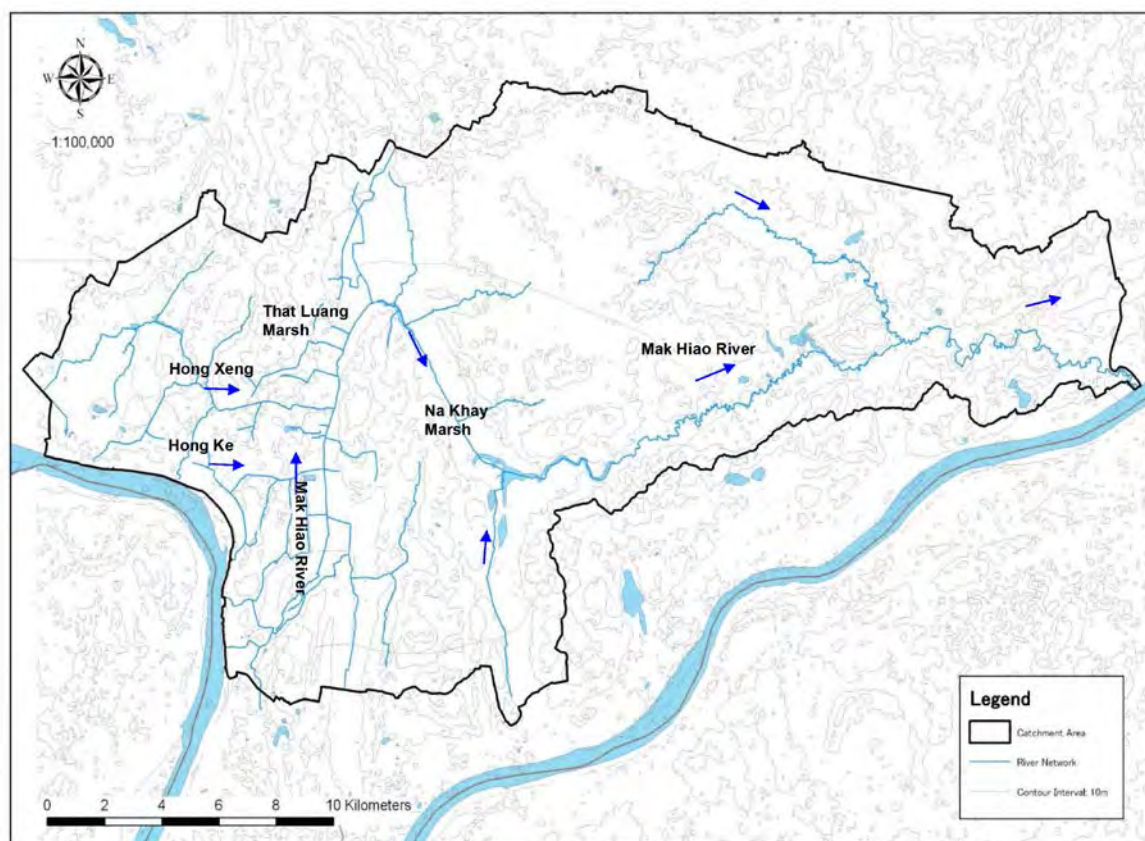 N
W
E
S
1:100,000
That Luang
Marsh
Hong Xeng
Mak Hiao River
Na Khay
Marsh
Hong Ke
Mak Hiao River
Legend
Catchment Area
River Network
Contour Interval: 10m
0 2 4 6 8 10 Kilometers